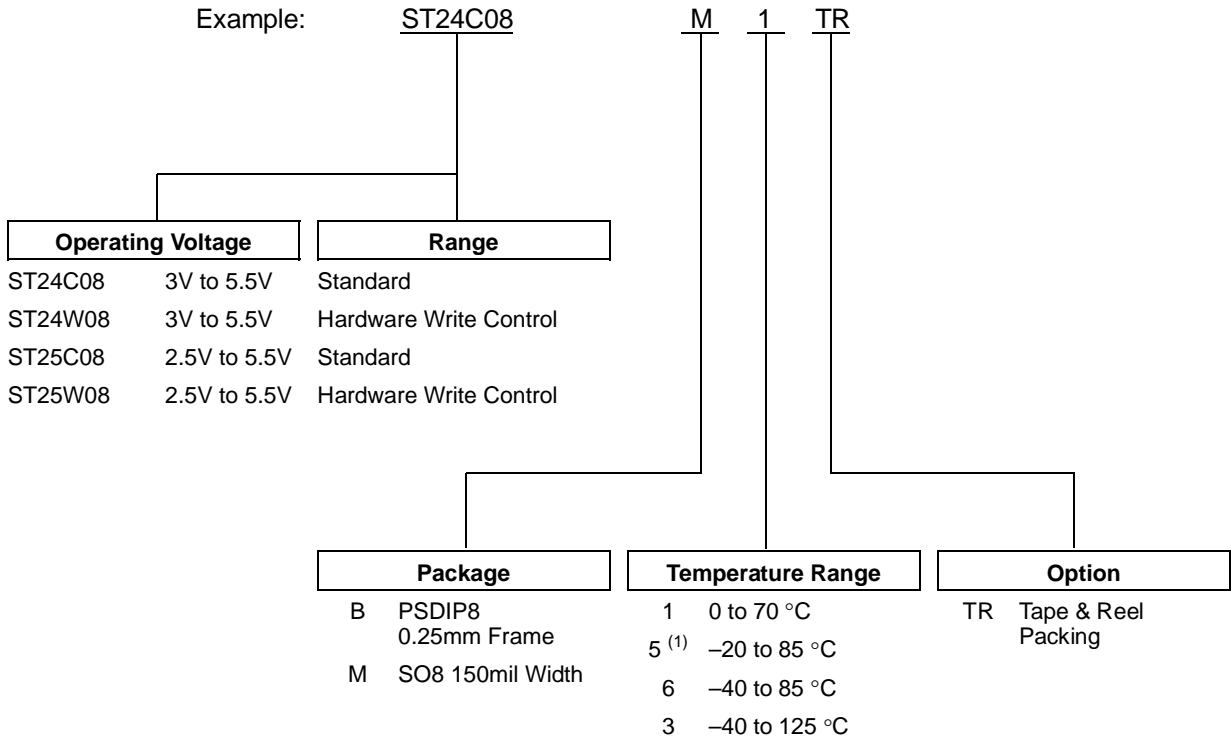 Example: ST24C08 M 1 TR
Operating Voltage Range
ST24C08 3V to 5.5V Standard
ST24W08 3V to 5.5V Hardware Write Control
ST25C08 2.5V to 5.5V Standard
ST25W08 2.5V to 5.5V Hardware Write Control
Package
B PSDIP8
0.25mm Frame
M SO8 150mil Width
Temperature Range
1 0 to 70 °C
5 (1) –20 to 85 °C
6 –40 to 85 °C
3 –40 to 125 °C
Option
TR Tape & Reel
Packing